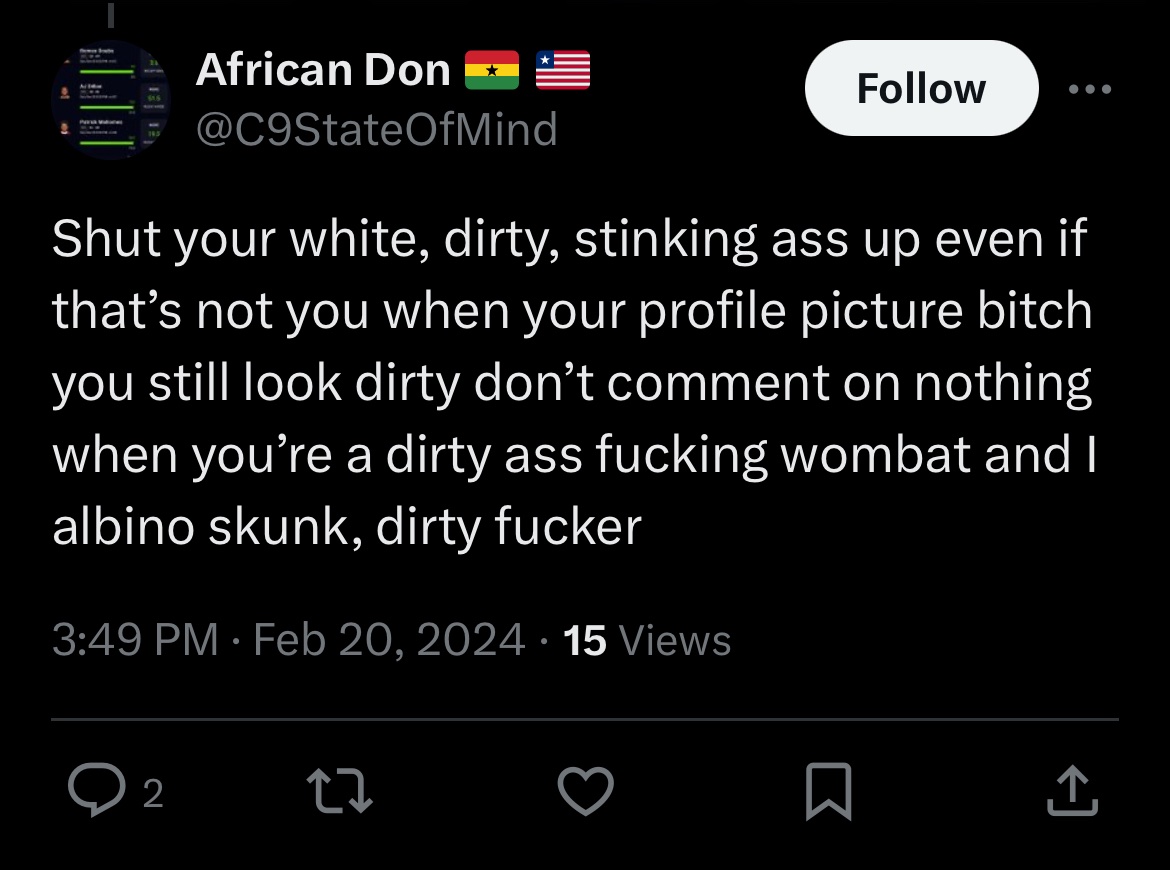 African Don 🇬🇭 🇱🇷
@C9StateOfMind
Follow
Shut your white, dirty, stinking ass up even if
that’s not you when your profile picture bitch
you still look dirty don’t comment on nothing
when you’re a dirty ass fucking wombat and I
albino skunk, dirty fucker
3:49 PM · Feb 20, 2024 · 15 Views
2